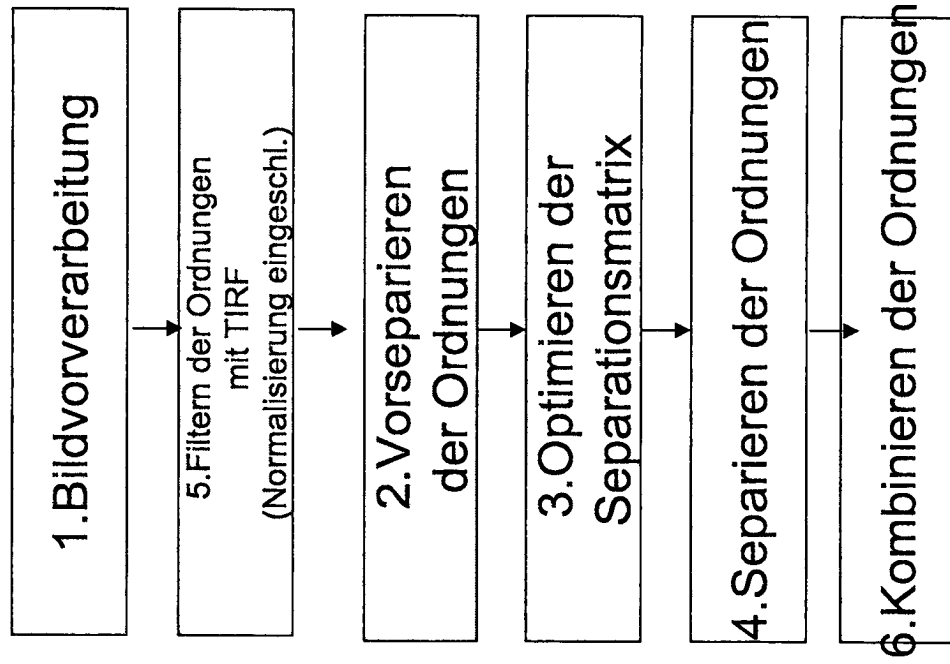 1.Bildvorverarbeitung
5.Filtern der Ordnungen
mit TIRF
(Normalisierung eingeschl.)
2.Vorseparieren
der Ordnungen
3.Optimieren der
Separationsmatrix
4.Separieren der Ordnungen
6.Kombinieren der Ordnungen